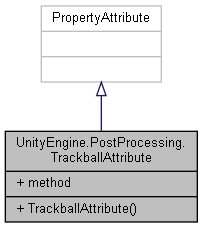 PropertyAttribute
UnityEngine.PostProcessing.
TrackballAttribute
+ method
+ TrackballAttribute()